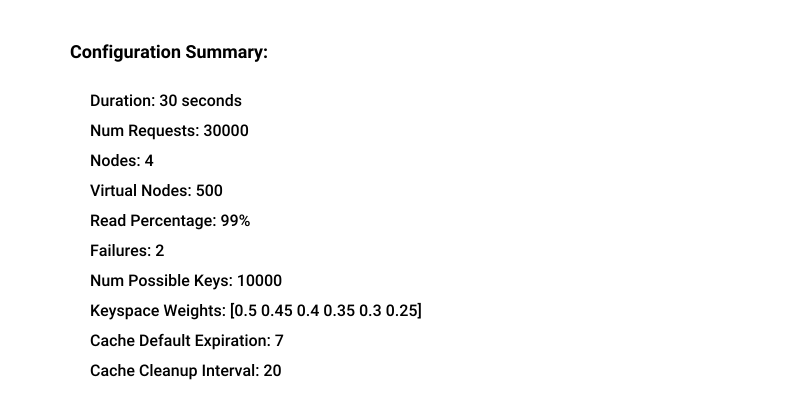 Configuration Summary:
Duration: 30 seconds
Num Requests: 30000
Nodes: 4
Virtual Nodes: 500
Read Percentage: 99%
Failures: 2
Num Possible Keys: 10000
Keyspace Weights: [0.5 0.45 0.4 0.35 0.3 0.25]
Cache Default Expiration: 7
Cache Cleanup Interval: 20